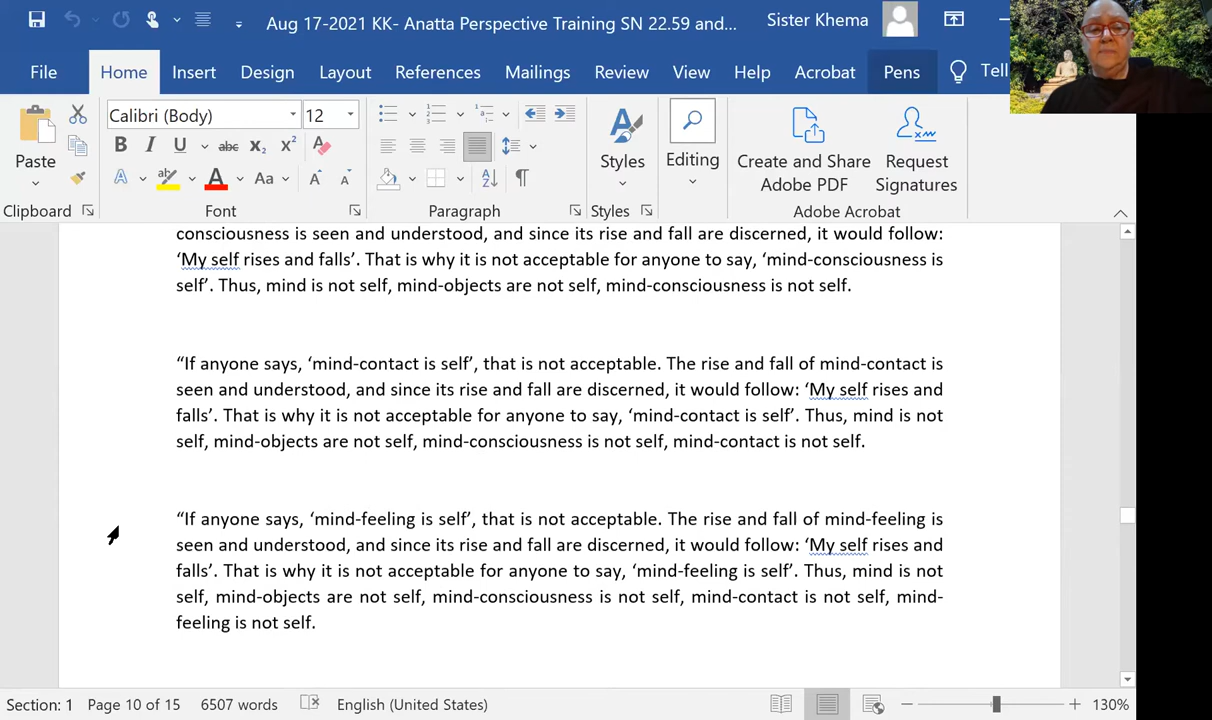 Aug 17-2021 KK- Anatta Perspective Training SN 22.59 and...
Sister Khema
File Home Insert Design Layout References Mailings Review View Help Acrobat Pens Tell
Calibri (Body) 12
Paste
Styles
Editing
Create and Share Adobe PDF
Request Signatures
Clipboard Font Paragraph Styles Adobe Acrobat
consciousness is seen and understood, and since its rise and fall are discerned, it would follow:
‘My self rises and falls’. That is why it is not acceptable for anyone to say, ‘mind-consciousness is
self’. Thus, mind is not self, mind-objects are not self, mind-consciousness is not self.
“If anyone says, ‘mind-contact is self’, that is not acceptable. The rise and fall of mind-contact is
seen and understood, and since its rise and fall are discerned, it would follow: ‘My self rises and
falls’. That is why it is not acceptable for anyone to say, ‘mind-contact is self’. Thus, mind is not
self, mind-objects are not self, mind-consciousness is not self, mind-contact is not self.
“If anyone says, ‘mind-feeling is self’, that is not acceptable. The rise and fall of mind-feeling is
seen and understood, and since its rise and fall are discerned, it would follow: ‘My self rises and
falls’. That is why it is not acceptable for anyone to say, ‘mind-feeling is self’. Thus, mind is not
self, mind-objects are not self, mind-consciousness is not self, mind-contact is not self, mind-
feeling is not self.
Section: 1 Page 10 of 15 6507 words English (United States) 130%